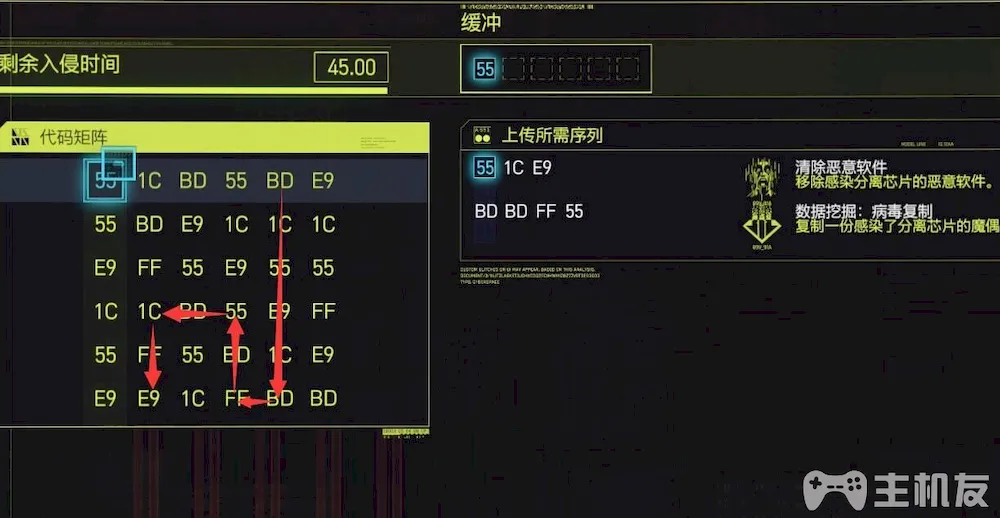 缓冲
剩余入侵时间
45.00
55
代码矩阵
55 1C BD 55 BD E9
55 BD E9 1C 1C 1C
E9 FF 55 E9 55 55
1C 1C BD 55 E9 FF
55 FF 55 BD 1C E9
E9 E9 1C FF BD BD
上传所需序列
55 1C E9
清除恶意软件
移除感染分离芯片的恶意软件。
BD BD FF 55
数据挖掘：病毒复制
复制一份感染了分离芯片的魔偶
主机友